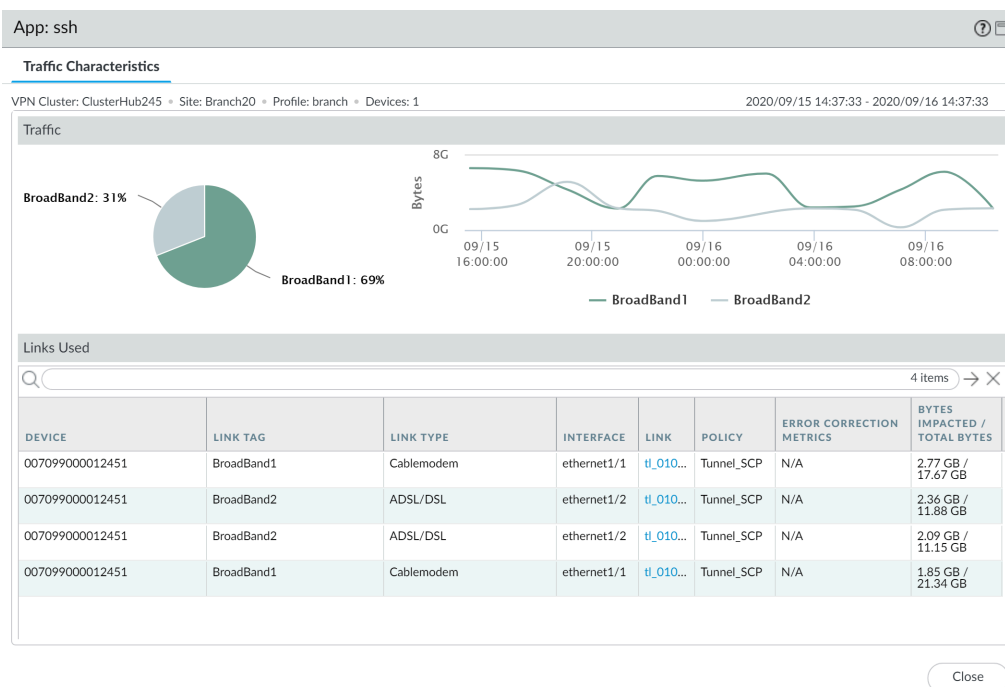 App: ssh
Traffic Characteristics
VPN Cluster: ClusterHub245 • Site: Branch20 • Profile: branch • Devices: 1 2020/09/15 14:37:33 - 2020/09/16 14:37:33
Traffic
BroadBand2: 31%
BroadBand1: 69%
Bytes
8G
0G
09/15 09/15 09/16 09/16 09/16
16:00:00 20:00:00 00:00:00 04:00:00 08:00:00
BroadBand1 BroadBand2
Links Used
4 items
DEVICE LINK TAG LINK TYPE INTERFACE LINK POLICY ERROR CORRECTION METRICS BYTES IMPACTED / TOTAL BYTES
007099000012451 BroadBand1 Cablemodem ethernet1/1 tl_010... Tunnel_SCP N/A 2.77 GB / 17.67 GB
007099000012451 BroadBand2 ADSL/DSL ethernet1/2 tl_010... Tunnel_SCP N/A 2.36 GB / 11.88 GB
007099000012451 BroadBand2 ADSL/DSL ethernet1/2 tl_010... Tunnel_SCP N/A 2.09 GB / 11.15 GB
007099000012451 BroadBand1 Cablemodem ethernet1/1 tl_010... Tunnel_SCP N/A 1.85 GB / 21.34 GB
Close